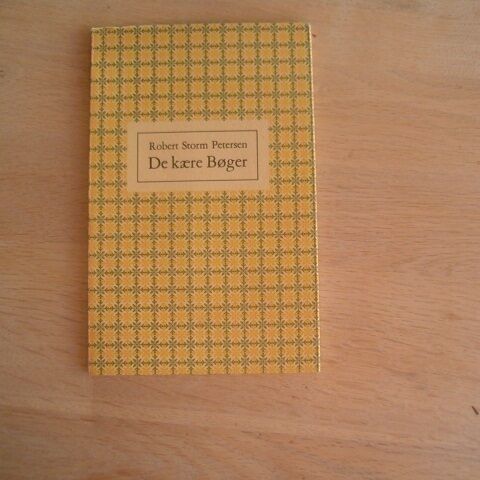 Robert Storm Petersen
De kære Bøger